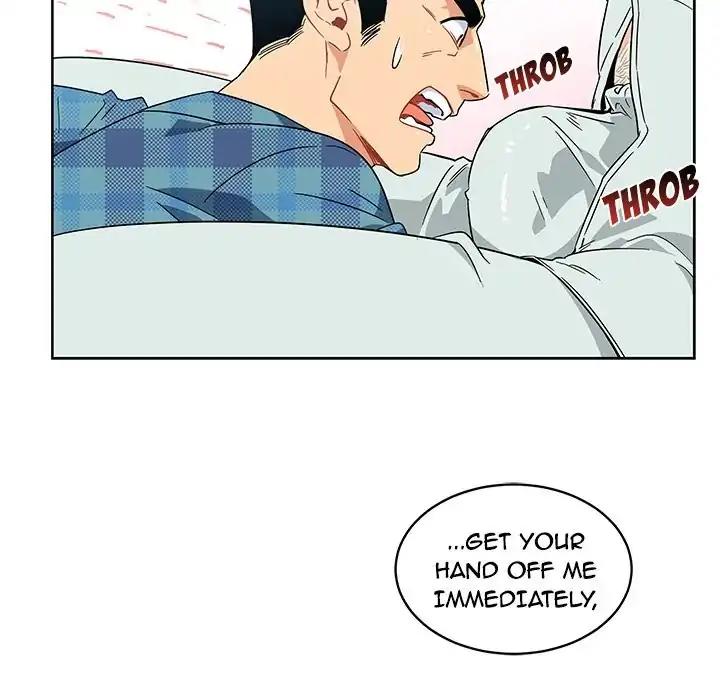 THROB
THROB
...GET YOUR
HAND OFF ME
IMMEDIATELY,